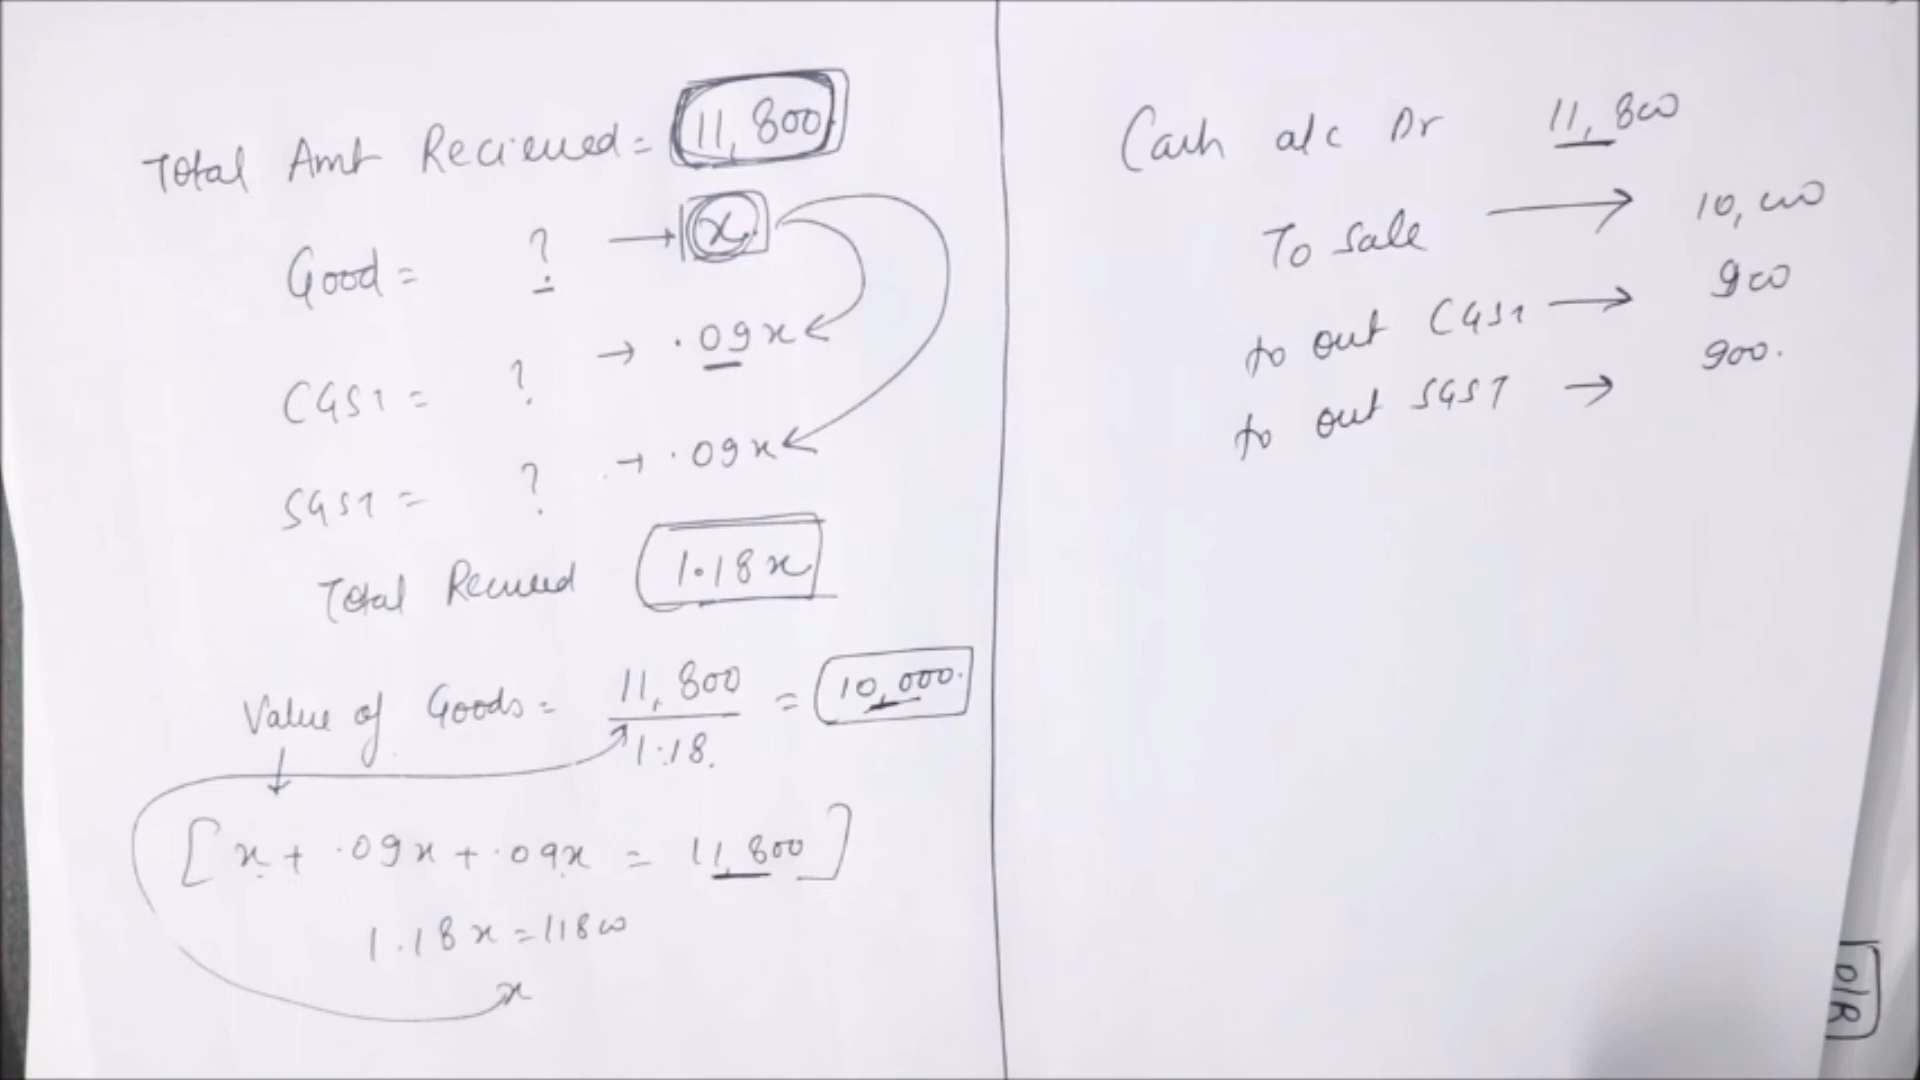 Total Amt Recieved = 11,800
Good = ? → x
CGST = ? → .09x
SGST = ? → .09x
Total Received 1.18x
Value of Goods = 11,800 / 1.18. = 10,000.
[x + .09x + .09x = 11,800]
1.18x = 11800
x
Cash a/c Dr 11,800
To Sale → 10,000
to out CGST → 900
to out SGST → 900.
O/R